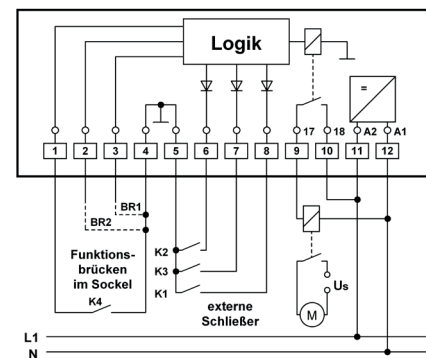 Logik
=
17
18
A2
A1
1
2
3
4
5
6
7
8
9
10
11
12
BR1
BR2
K2
K3
K1
K4
Funktions-
brücken
im Sockel
externe
Schließer
Us
M
L1
N